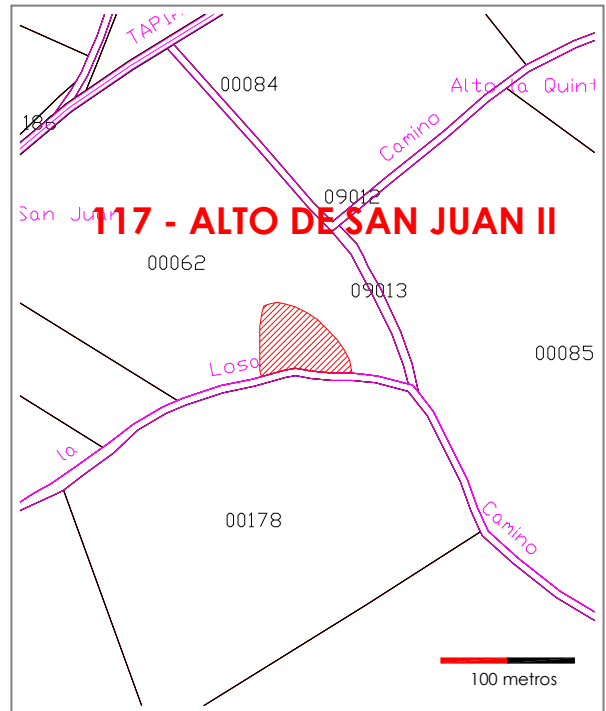 TAPIA
00084
Alto la Quint
186
Camino
09012
San Juan
117 - ALTO DE SAN JUAN II
00062
09013
00085
Losa
la
00178
Camino
100 metros